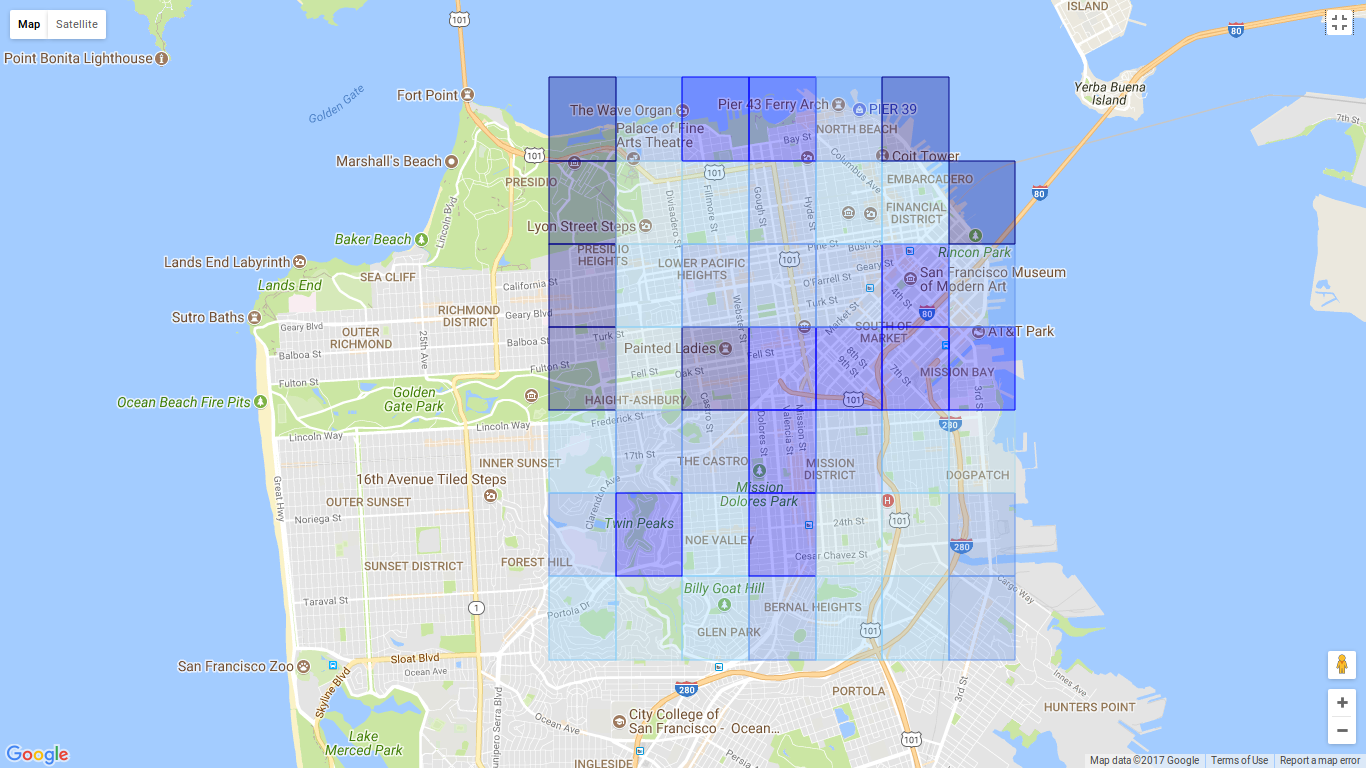 Map
Satellite
101
ISLAND
80
Point Bonita Lighthouse
Golden Gate
Fort Point
Yerba Buena
Island
The Wave Organ
Pier 43 Ferry Arch
PIER 39
7th St
Palace of Fine
Arts Theatre
Bay St
NORTH BEACH
Marshall's Beach
101
Columbus Ave
Coit Tower
PRESIDIO
101
EMBARCADERO
80
Lincoln Blvd
Divisadero St
Fillmore St
Gough St
Hyde St
FINANCIAL
DISTRICT
Lyon Street Steps
Baker Beach
PRESIDIO
HEIGHTS
Pine St
Bush St
Rincon Park
Lands End Labyrinth
SEA CLIFF
LOWER PACIFIC
HEIGHTS
101
Geary St
San Francisco Museum
of Modern Art
Lands End
California St
O'Farrell St
4th St
Sutro Baths
RICHMOND
DISTRICT
Geary Blvd
Geary Blvd
Webster St
Turk St
Market St
80
OUTER
RICHMOND
25th Ave
Turk St
SOUTH OF
MARKET
AT&T Park
Balboa St
Balboa St
Painted Ladies
Fell St
8th St
9th St
7th St
MISSION BAY
Fulton St
Fulton St
Fell St
Oak St
3rd St
Ocean Beach Fire Pits
Golden
Gate Park
HAIGHT-ASHBURY
Castro St
101
Lincoln Way
Lincoln Way
Frederick St
Dolores St
Valencia St
Mission St
280
INNER SUNSET
17th St
THE CASTRO
MISSION
DISTRICT
DOGPATCH
16th Avenue Tiled Steps
Great Hwy
OUTER SUNSET
Clarendon Ave
Mission
Dolores Park
H
Noriega St
Twin Peaks
24th St
101
NOE VALLEY
280
SUNSET DISTRICT
FOREST HILL
Cesar Chavez St
Billy Goat Hill
Cargo Way
Taraval St
1
Portola Dr
BERNAL HEIGHTS
GLEN PARK
101
San Francisco Zoo
Sloat Blvd
Ocean Ave
Skyline Blvd
Junipero Serra Blvd
280
PORTOLA
3rd St
Innes Ave
HUNTERS POINT
City College of
San Francisco - Ocean...
Ocean Ave
Lake
Merced Park
101
Persia Av
INGLESIDE
Google
Map data ©2017 Google
Terms of Use
Report a map error